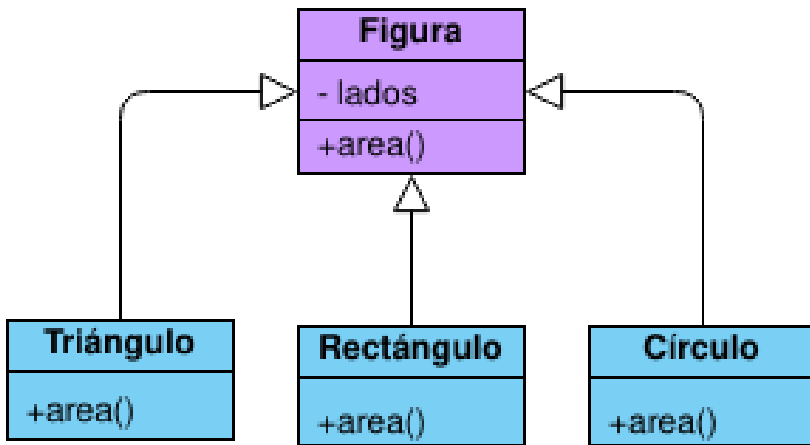 Figura
- lados
+area()
Triángulo
+area()
Rectángulo
+area()
Círculo
+area()